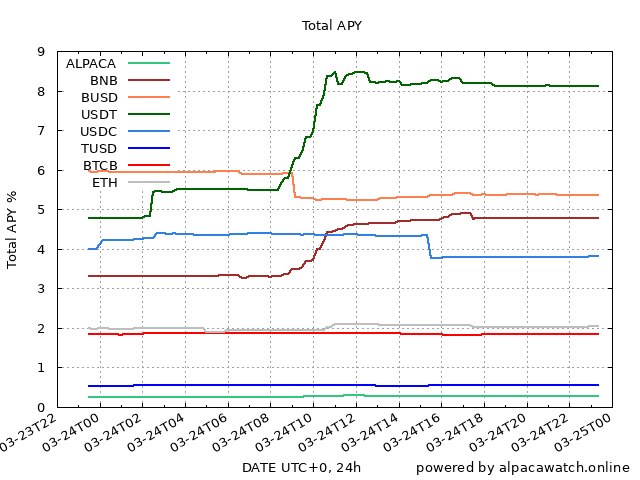 Total APY
9
8
7
6
5
4
3
2
1
0
Total APY %
ALPACA
BNB
BUSD
USDT
USDC
TUSD
BTCB
ETH
03-23T22
03-24T00
03-24T02
03-24T04
03-24T06
03-24T08
03-24T10
03-24T12
03-24T14
03-24T16
03-24T18
03-24T20
03-24T22
03-25T00
DATE UTC+0, 24h
powered by alpacawatch.online